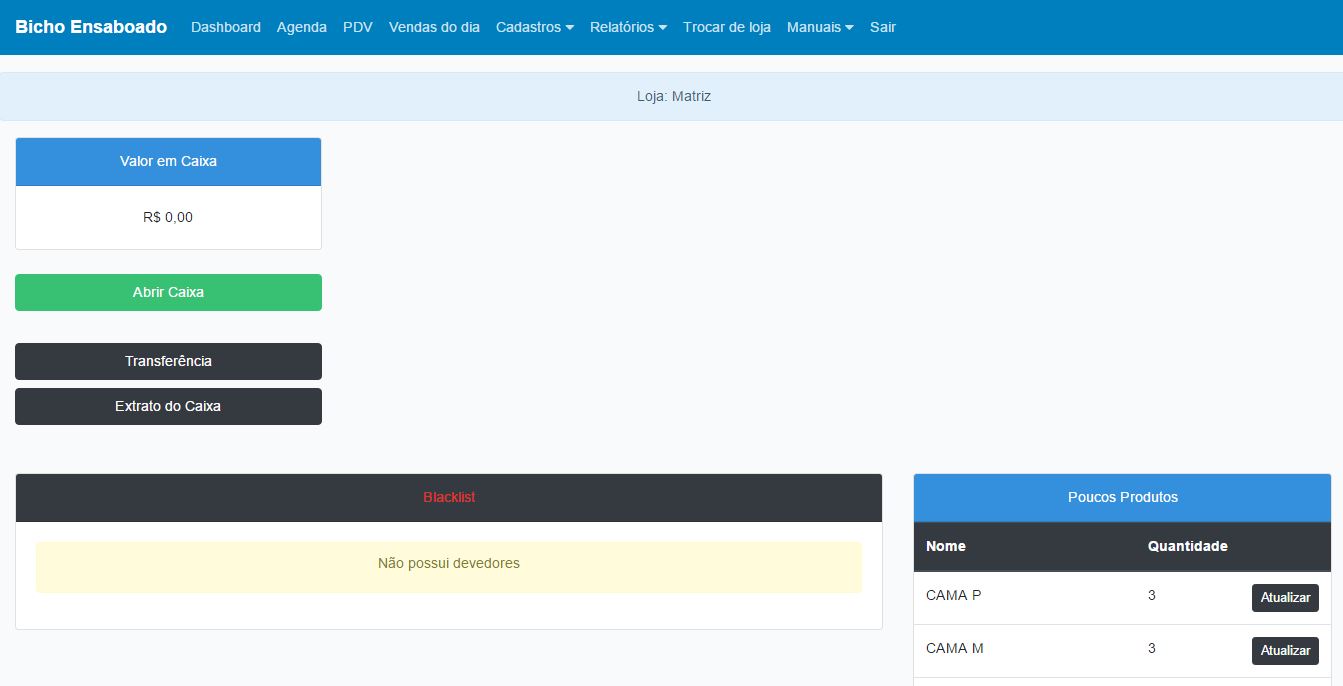 Bicho Ensaboado Dashboard Agenda PDV Vendas do dia Cadastros Relatórios Trocar de loja Manuais Sair
Loja: Matriz
Valor em Caixa
R$ 0,00
Abrir Caixa
Transferência
Extrato do Caixa
Blacklist
Não possui devedores
Poucos Produtos
Nome Quantidade
CAMA P 3 Atualizar
CAMA M 3 Atualizar